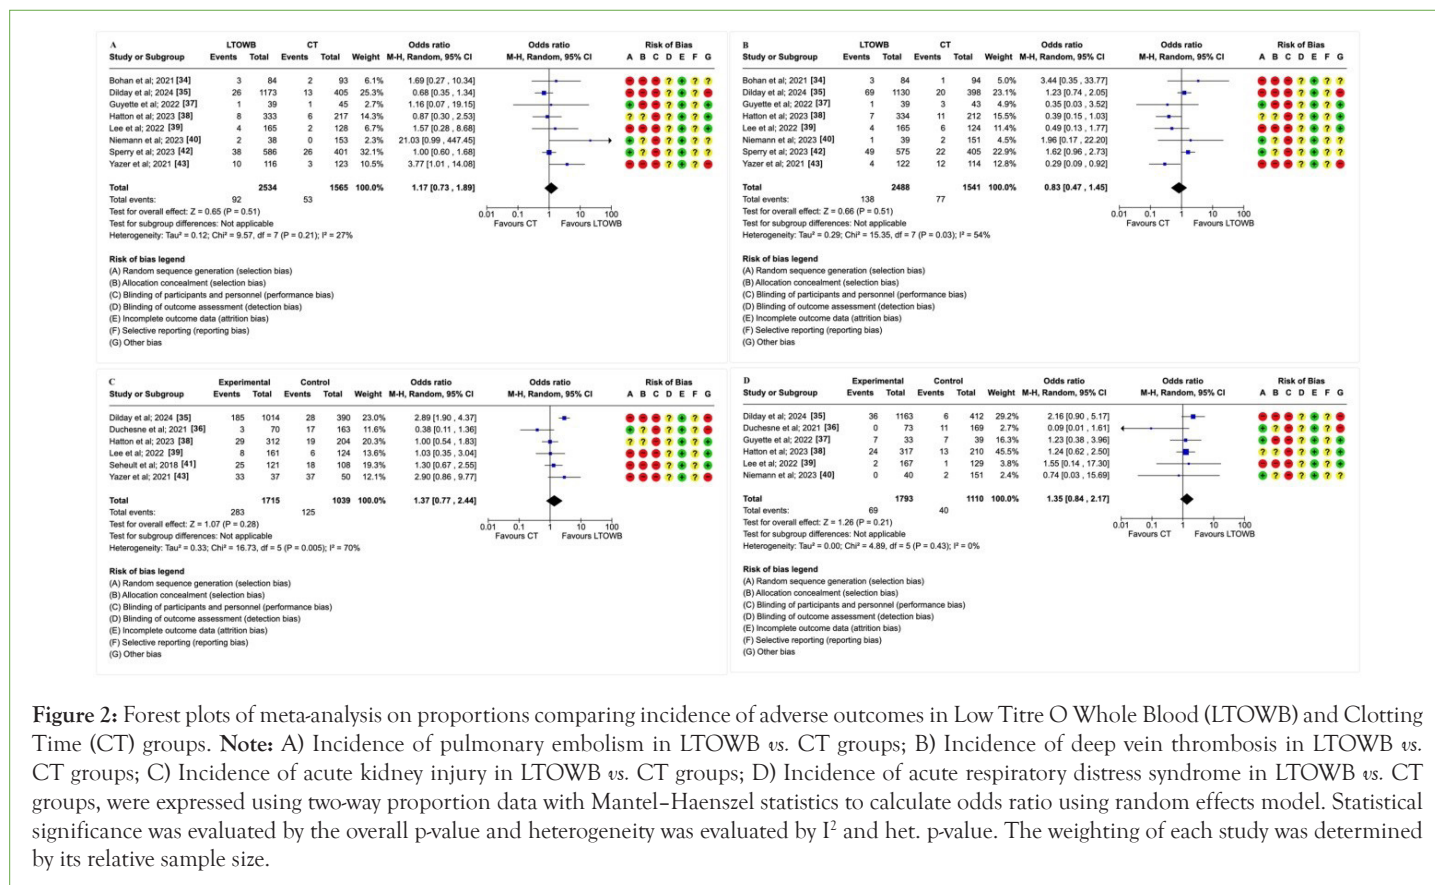 A LTOWB CT Odds ratio Odds ratio Risk of Bias
Study or Subgroup Events Total Events Total Weight M-H, Random, 95% CI M-H, Random, 95% CI A B C D E F G
Bohan et al; 2021 [34] 3 84 2 93 6.1% 1.69 [0.27 , 10.34] − − − ? + ? ?
Dilday et al; 2024 [35] 26 1173 13 405 25.3% 0.68 [0.35 , 1.34] − − − ? + ? −
Guyette et al; 2022 [37] 1 39 1 45 2.7% 1.16 [0.07 , 19.15] + ? − ? + ? +
Hatton et al; 2023 [38] 8 333 6 217 14.3% 0.87 [0.30 , 2.53] ? ? − ? + ? +
Lee et al; 2022 [39] 4 165 2 128 6.7% 1.57 [0.28 , 8.68] − − − ? + ? +
Niemann et al; 2023 [40] 2 38 0 153 2.3% 21.03 [0.99 , 447.45] + ? − ? + ? ?
Sperry et al; 2023 [42] 38 586 26 401 32.1% 1.00 [0.60 , 1.68] + ? − ? + ? −
Yazer et al; 2021 [43] 10 116 3 123 10.5% 3.77 [1.01 , 14.08] − − − ? + ? −
Total 2534 1565 100.0% 1.17 [0.73 , 1.89]
Total events: 92 53
Test for overall effect: Z = 0.65 (P = 0.51)
Test for subgroup differences: Not applicable
Heterogeneity: Tau² = 0.12; Chi² = 9.57, df = 7 (P = 0.21); I² = 27%
0.01 0.1 1 10 100
Favours CT Favours LTOWB
Risk of bias legend
(A) Random sequence generation (selection bias)
(B) Allocation concealment (selection bias)
(C) Blinding of participants and personnel (performance bias)
(D) Blinding of outcome assessment (detection bias)
(E) Incomplete outcome data (attrition bias)
(F) Selective reporting (reporting bias)
(G) Other bias
B LTOWB CT Odds ratio Odds ratio Risk of Bias
Study or Subgroup Events Total Events Total Weight M-H, Random, 95% CI M-H, Random, 95% CI A B C D E F G
Bohan et al; 2021 [34] 3 84 1 94 5.0% 3.44 [0.35 , 33.77] − − − ? + ? ?
Dilday et al; 2024 [35] 69 1130 20 398 23.1% 1.23 [0.74 , 2.05] − − − ? + ? −
Guyette et al; 2022 [37] 1 39 3 43 4.9% 0.35 [0.03 , 3.52] + ? − ? + ? +
Hatton et al; 2023 [38] 7 334 11 212 15.5% 0.39 [0.15 , 1.03] ? ? − ? + ? +
Lee et al; 2022 [39] 4 165 6 124 11.4% 0.49 [0.13 , 1.77] − − − ? + ? +
Niemann et al; 2023 [40] 1 39 2 151 4.5% 1.96 [0.17 , 22.20] + ? − ? + ? ?
Sperry et al; 2023 [42] 49 575 22 405 22.9% 1.62 [0.96 , 2.73] + ? − ? + ? −
Yazer et al; 2021 [43] 4 122 12 114 12.8% 0.29 [0.09 , 0.92] − − − ? + ? −
Total 2488 1541 100.0% 0.83 [0.47 , 1.45]
Total events: 138 77
Test for overall effect: Z = 0.66 (P = 0.51)
Test for subgroup differences: Not applicable
Heterogeneity: Tau² = 0.29; Chi² = 15.35, df = 7 (P = 0.03); I² = 54%
0.01 0.1 1 10 100
Favours CT Favours LTOWB
Risk of bias legend
(A) Random sequence generation (selection bias)
(B) Allocation concealment (selection bias)
(C) Blinding of participants and personnel (performance bias)
(D) Blinding of outcome assessment (detection bias)
(E) Incomplete outcome data (attrition bias)
(F) Selective reporting (reporting bias)
(G) Other bias
C Experimental Control Odds ratio Odds ratio Risk of Bias
Study or Subgroup Events Total Events Total Weight M-H, Random, 95% CI M-H, Random, 95% CI A B C D E F G
Dilday et al; 2024 [35] 185 1014 28 390 23.0% 2.89 [1.90 , 4.37] − − − ? + ? −
Duchesne et al; 2021 [36] 3 70 17 163 11.6% 0.38 [0.11 , 1.36] + ? − ? + ? −
Hatton et al; 2023 [38] 29 312 19 204 20.3% 1.00 [0.54 , 1.83] ? ? − ? + ? +
Lee et al; 2022 [39] 8 161 6 124 13.7% 1.03 [0.35 , 3.04] − − − ? + ? +
Seheult et al; 2018 [41] 25 121 18 108 19.3% 1.30 [0.67 , 2.55] − − − ? + ? +
Yazer et al; 2021 [43] 33 37 37 50 12.1% 2.90 [0.86 , 9.77] − − − ? + ? −
Total 1715 1039 100.0% 1.37 [0.77 , 2.44]
Total events: 283 125
Test for overall effect: Z = 1.07 (P = 0.28)
Test for subgroup differences: Not applicable
Heterogeneity: Tau² = 0.33; Chi² = 16.73, df = 5 (P = 0.005); I² = 70%
0.01 0.1 1 10 100
Favours CT Favours LTOWB
Risk of bias legend
(A) Random sequence generation (selection bias)
(B) Allocation concealment (selection bias)
(C) Blinding of participants and personnel (performance bias)
(D) Blinding of outcome assessment (detection bias)
(E) Incomplete outcome data (attrition bias)
(F) Selective reporting (reporting bias)
(G) Other bias
D Experimental Control Odds ratio Odds ratio Risk of Bias
Study or Subgroup Events Total Events Total Weight M-H, Random, 95% CI M-H, Random, 95% CI A B C D E F G
Dilday et al; 2024 [35] 36 1163 6 412 29.2% 2.16 [0.90 , 5.17] − − − ? + ? −
Duchesne et al; 2021 [36] 0 73 11 169 2.7% 0.09 [0.01 , 1.61] + ? − ? + ? −
Guyette et al; 2022 [37] 7 33 7 39 16.3% 1.23 [0.38 , 3.96] + ? − ? + ? +
Hatton et al; 2023 [38] 24 317 13 210 45.5% 1.24 [0.62 , 2.50] ? ? − ? + ? +
Lee et al; 2022 [39] 2 167 1 129 3.8% 1.55 [0.14 , 17.30] − − − ? + ? +
Niemann et al; 2023 [40] 0 40 2 151 2.4% 0.74 [0.03 , 15.69] + ? − ? + ? ?
Total 1793 1110 100.0% 1.35 [0.84 , 2.17]
Total events: 69 40
Test for overall effect: Z = 1.26 (P = 0.21)
Test for subgroup differences: Not applicable
Heterogeneity: Tau² = 0.00; Chi² = 4.89, df = 5 (P = 0.43); I² = 0%
0.01 0.1 1 10 100
Favours CT Favours LTOWB
Risk of bias legend
(A) Random sequence generation (selection bias)
(B) Allocation concealment (selection bias)
(C) Blinding of participants and personnel (performance bias)
(D) Blinding of outcome assessment (detection bias)
(E) Incomplete outcome data (attrition bias)
(F) Selective reporting (reporting bias)
(G) Other bias
Figure 2: Forest plots of meta-analysis on proportions comparing incidence of adverse outcomes in Low Titre O Whole Blood (LTOWB) and Clotting
Time (CT) groups. Note: A) Incidence of pulmonary embolism in LTOWB vs. CT groups; B) Incidence of deep vein thrombosis in LTOWB vs.
CT groups; C) Incidence of acute kidney injury in LTOWB vs. CT groups; D) Incidence of acute respiratory distress syndrome in LTOWB vs. CT
groups, were expressed using two-way proportion data with Mantel–Haenszel statistics to calculate odds ratio using random effects model. Statistical
significance was evaluated by the overall p-value and heterogeneity was evaluated by I² and het. p-value. The weighting of each study was determined
by its relative sample size.